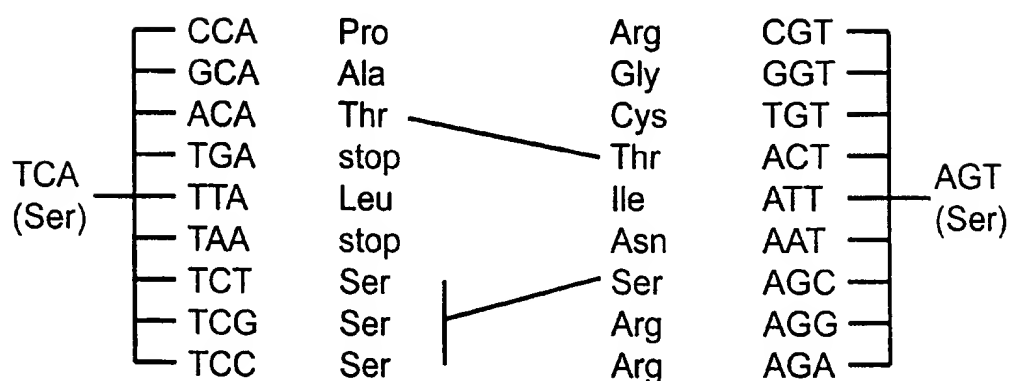 CCA Pro Arg CGT
GCA Ala Gly GGT
ACA Thr Cys TGT
TGA stop Thr ACT
TCA
(Ser)
TTA Leu Ile ATT
AGT
(Ser)
TAA stop Asn AAT
TCT Ser Ser AGC
TCG Ser Arg AGG
TCC Ser Arg AGA